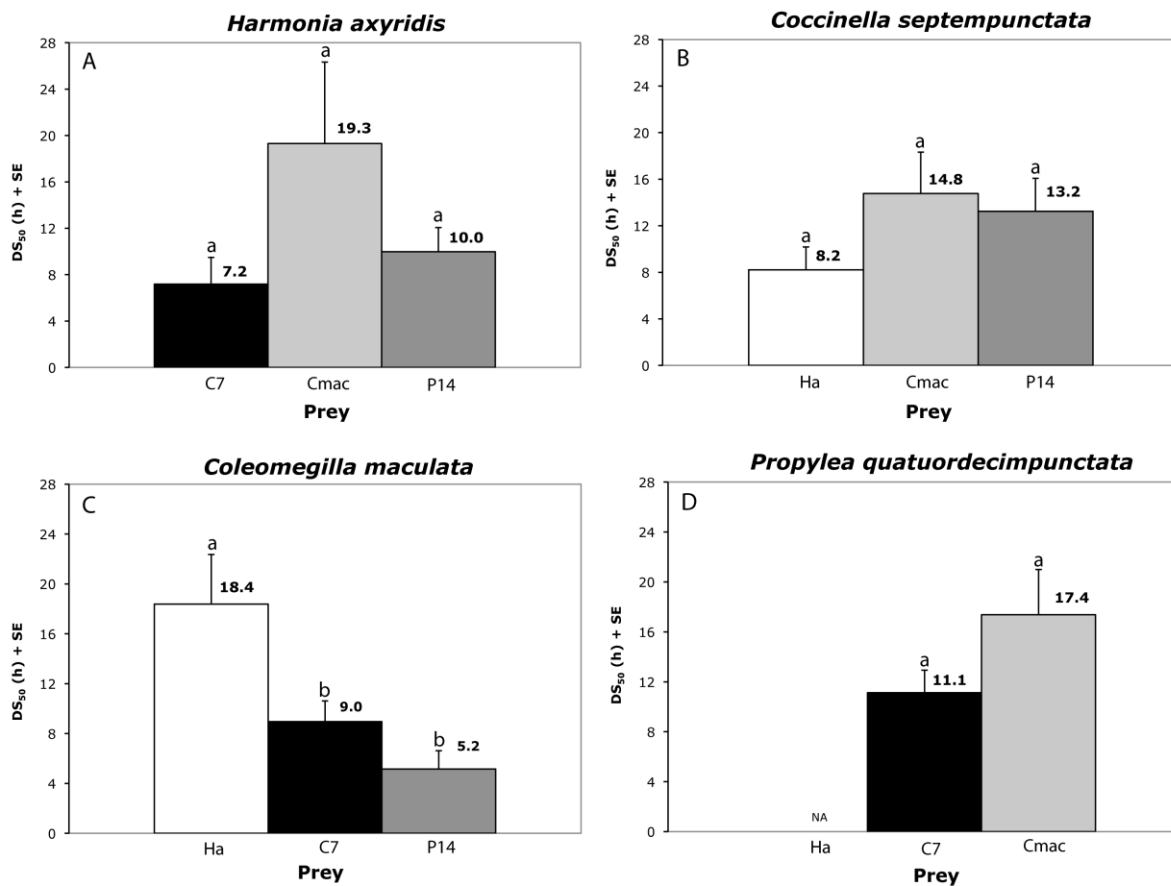 Harmonia axyridis
A
DS50 (h) + SE
28
24
20
16
12
8
4
0
a
7.2
a
19.3
a
10.0
C7 Cmac P14
Prey
Coccinella septempunctata
B
DS50 (h) + SE
28
24
20
16
12
8
4
0
a
8.2
a
14.8
a
13.2
Ha Cmac P14
Prey
Coleomegilla maculata
C
DS50 (h) + SE
28
24
20
16
12
8
4
0
a
18.4
b
9.0
b
5.2
Ha C7 P14
Prey
Propylea quatuordecimpunctata
D
DS50 (h) + SE
28
24
20
16
12
8
4
0
NA
a
11.1
a
17.4
Ha C7 Cmac
Prey